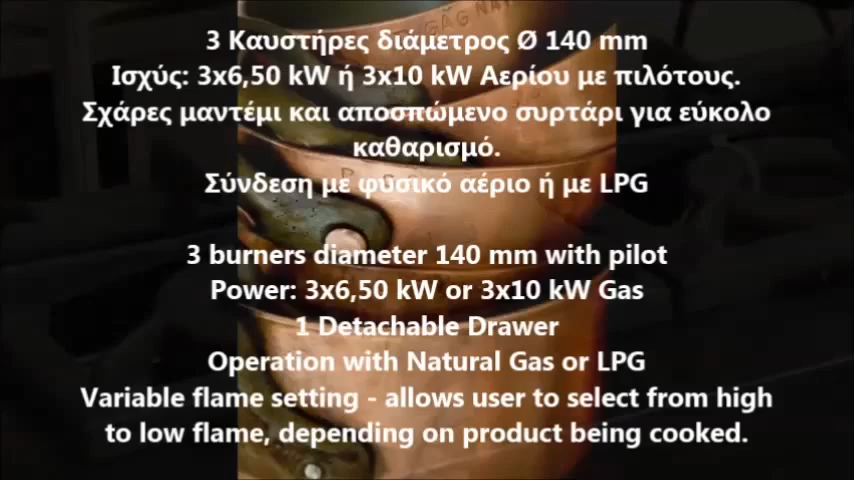 3 Καυστήρες διάμετρος Ø 140 mm
Ισχύς: 3x6,50 kW ή 3x10 kW Αερίου με πιλότους.
Σχάρες μαντέμι και αποσπώμενο συρτάρι για εύκολο
καθαρισμό.
Σύνδεση με φυσικό αέριο ή με LPG
3 burners diameter 140 mm with pilot
Power: 3x6,50 kW or 3x10 kW Gas
1 Detachable Drawer
Operation with Natural Gas or LPG
Variable flame setting - allows user to select from high
to low flame, depending on product being cooked.